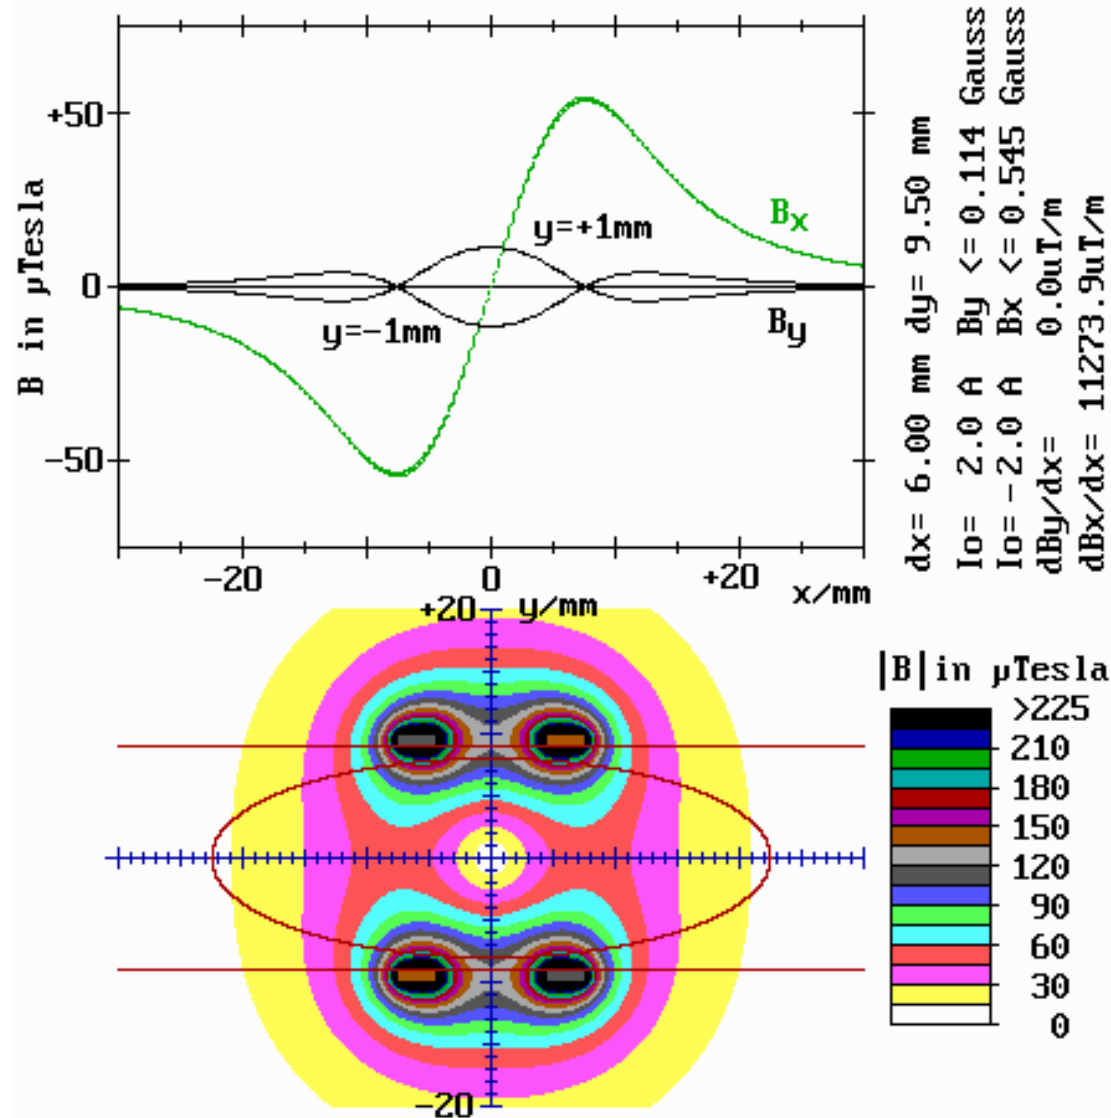 B in µTesla
+50
0
-50
Bx
y=+1mm
y=-1mm
By
-20
0
+20
x/mm
dx= 6.00 mm dy= 9.50 mm
Io=  2.0 A  By <= 0.114 Gauss
Io=-2.0 A  Bx <= 0.545 Gauss
dBy/dx=     0.0uT/m
dBx/dx= 11273.9uT/m
+20
y/mm
-20
|B| in µTesla
>225
210
180
150
120
90
60
30
0